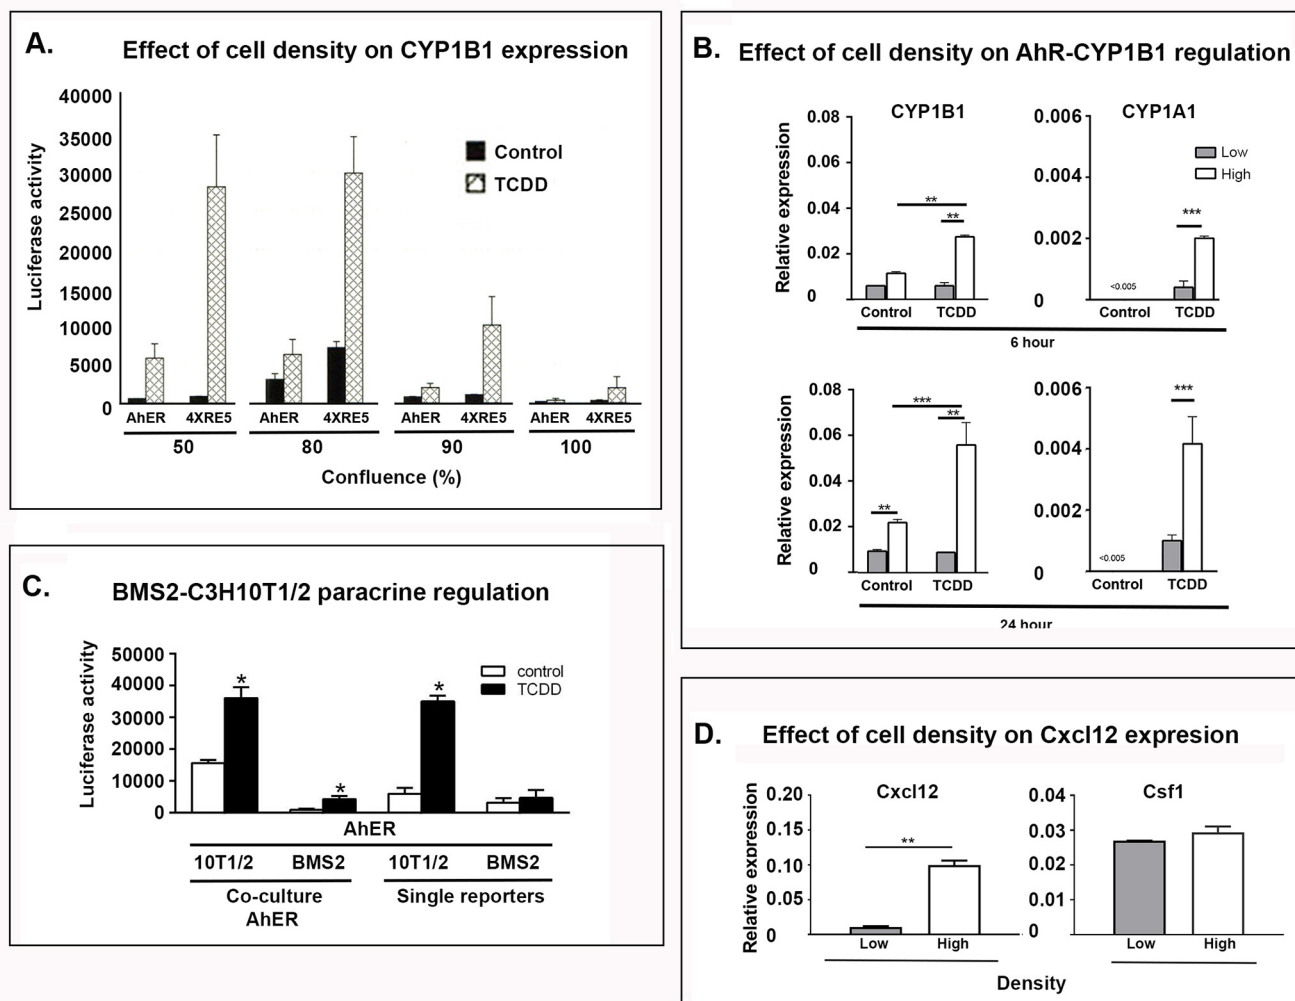 A.
Effect of cell density on CYP1B1 expression
40000
35000
30000
25000
20000
15000
10000
5000
0
Luciferase activity
Control
TCDD
AhER 4XRE5 AhER 4XRE5 AhER 4XRE5 AhER 4XRE5
50 80 90 100
Confluence (%)
B.
Effect of cell density on AhR-CYP1B1 regulation
CYP1B1
0.08
0.06
0.04
0.02
0
Relative expression
**
**
Control TCDD
CYP1A1
0.006
0.004
0.002
0
Low
High
***
<0.005
Control TCDD
6 hour
0.08
0.06
0.04
0.02
0
Relative expression
***
**
**
Control TCDD
0.006
0.004
0.002
0
***
<0.005
Control TCDD
24 hour
C.
BMS2-C3H10T1/2 paracrine regulation
50000
40000
30000
20000
10000
0
Luciferase activity
control
TCDD
* * *
AhER
10T1/2 BMS2 10T1/2 BMS2
Co-culture Single reporters
AhER
D.
Effect of cell density on Cxcl12 expresion
Cxcl12
0.20
0.15
0.10
0.05
0
Relative expression
**
Low High
Csf1
0.04
0.03
0.02
0.01
0
Low High
Density